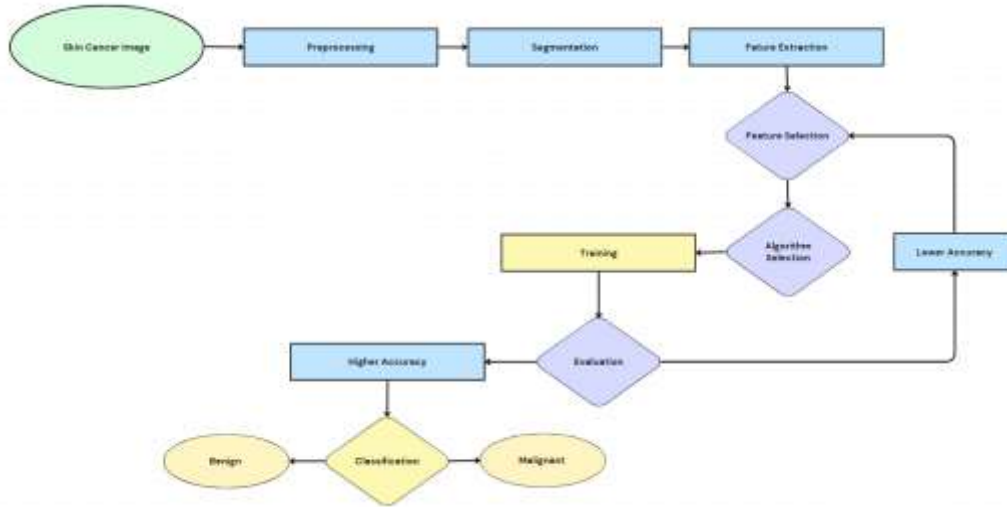 Skin Cancer Image
Preprocessing
Segmentation
Fature Extraction
Feature Selection
Algorithm
Selection
Training
Lower Accuracy
Higher Accuracy
Evaluation
Benign
Classification
Malignant